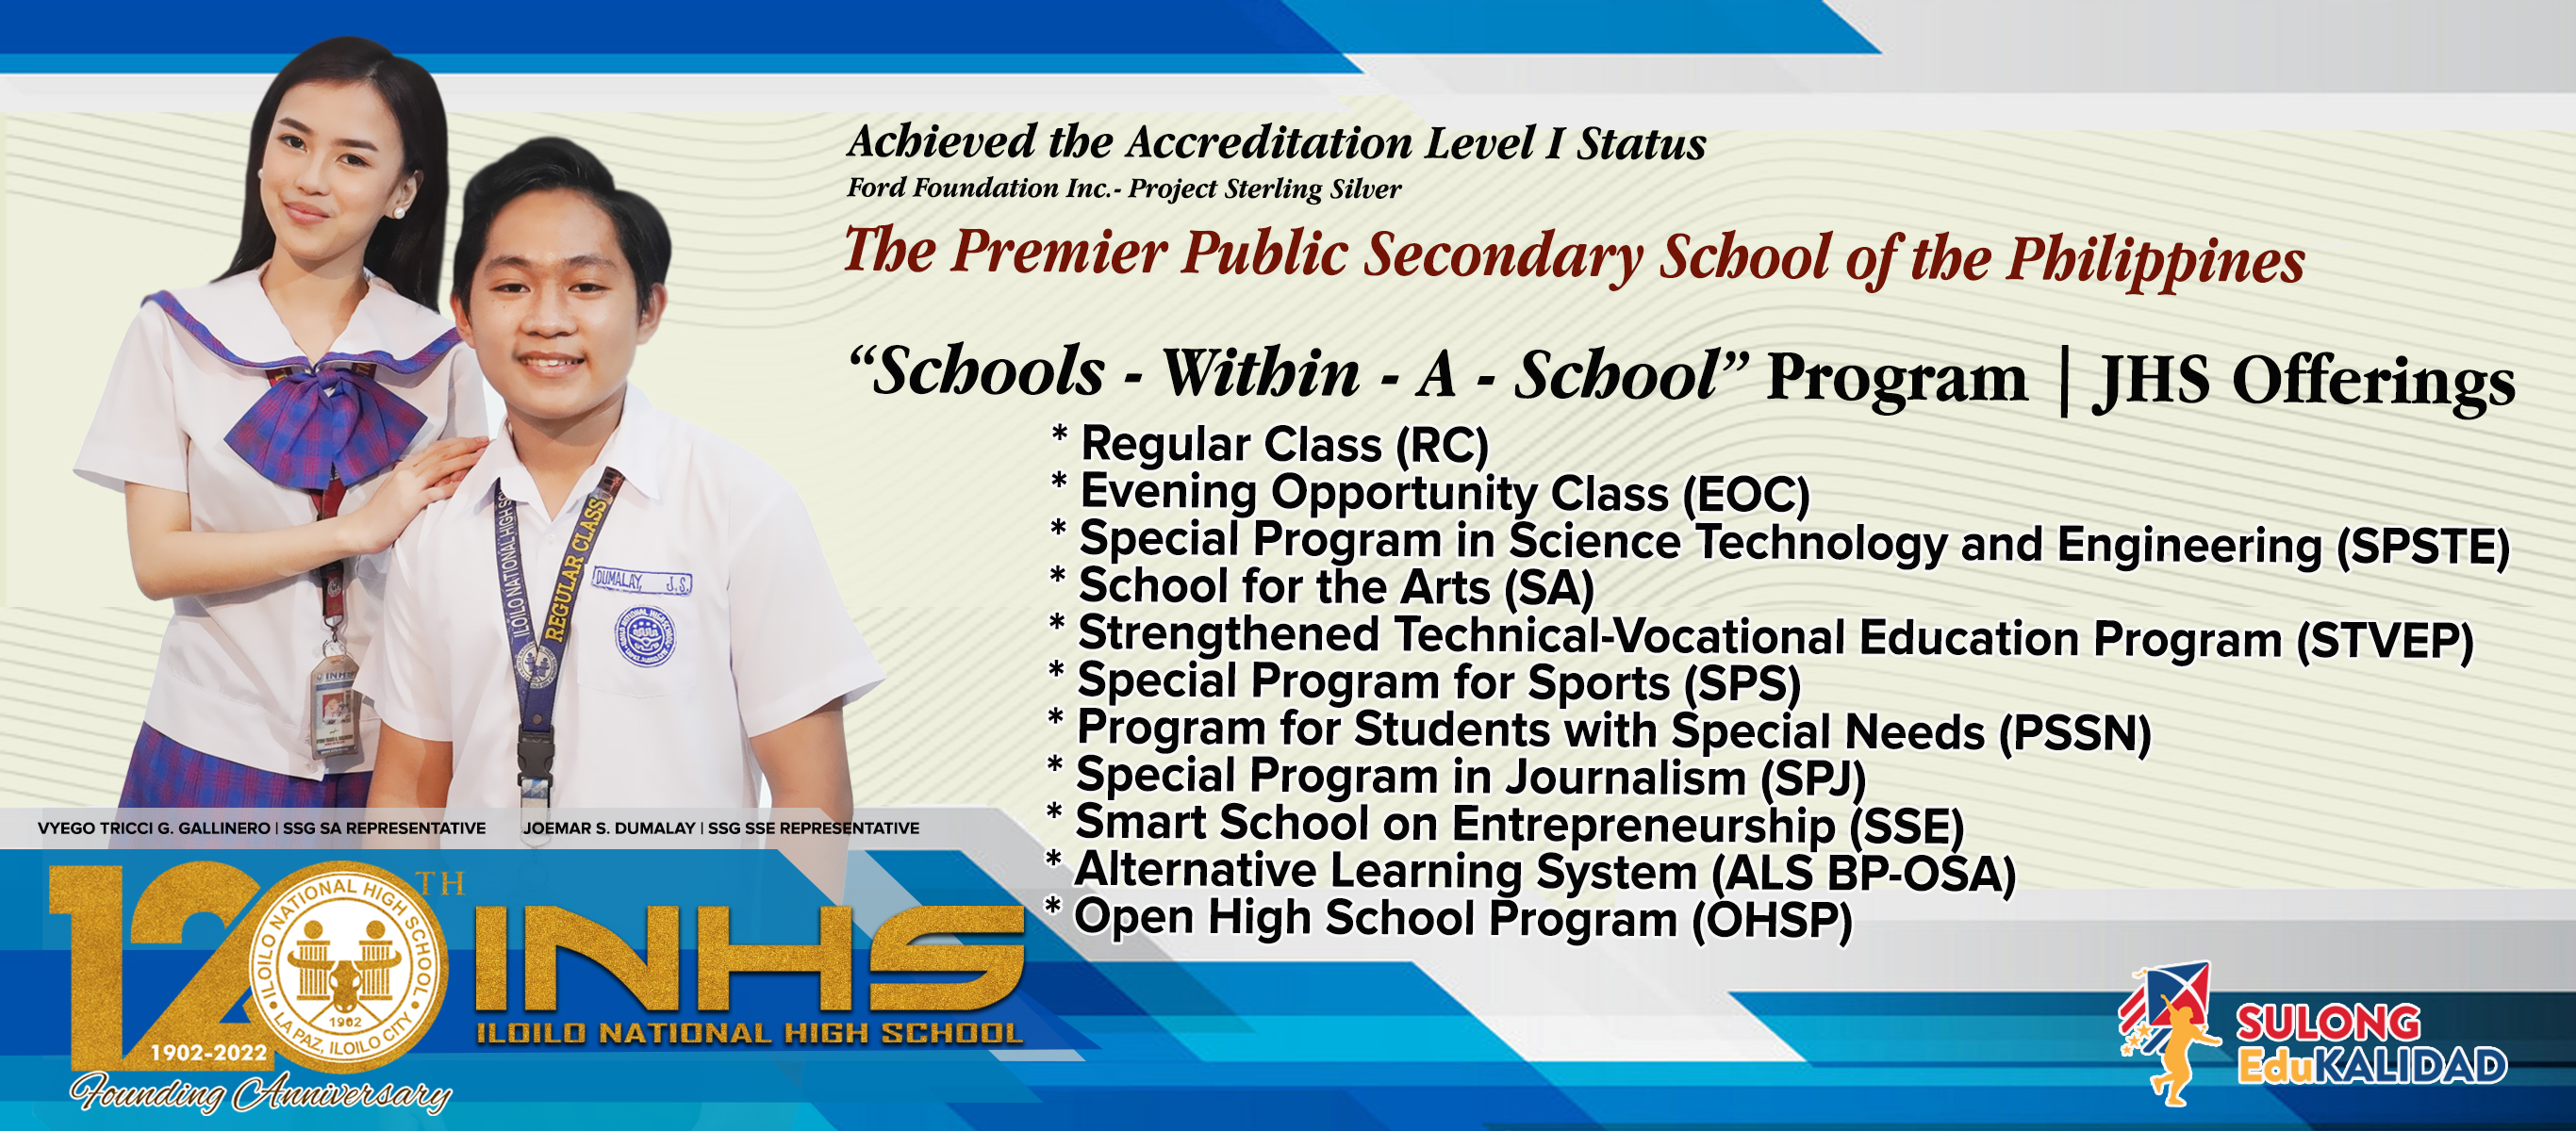 Achieved the Accreditation Level I Status
Ford Foundation Inc.- Project Sterling Silver
The Premier Public Secondary School of the Philippines
“Schools - Within - A - School” Program | JHS Offerings
* Regular Class (RC)
* Evening Opportunity Class (EOC)
* Special Program in Science Technology and Engineering (SPSTE)
* School for the Arts (SA)
* Strengthened Technical-Vocational Education Program (STVEP)
* Special Program for Sports (SPS)
* Program for Students with Special Needs (PSSN)
* Special Program in Journalism (SPJ)
* Smart School on Entrepreneurship (SSE)
* Alternative Learning System (ALS BP-OSA)
* Open High School Program (OHSP)
ILOILO NATIONAL HIGH SC
REGULAR CLASS
DUMALAY, J.S.
INHS
VYEGO TRICCI G. GALLINERO | SSG SA REPRESENTATIVE
JOEMAR S. DUMALAY | SSG SSE REPRESENTATIVE
120TH
ILOILO NATIONAL HIGH SCHOOL
1902
LA PAZ, ILOILO CITY
1902-2022
Founding Anniversary
INHS
ILOILO NATIONAL HIGH SCHOOL
SULONG
EduKALIDAD